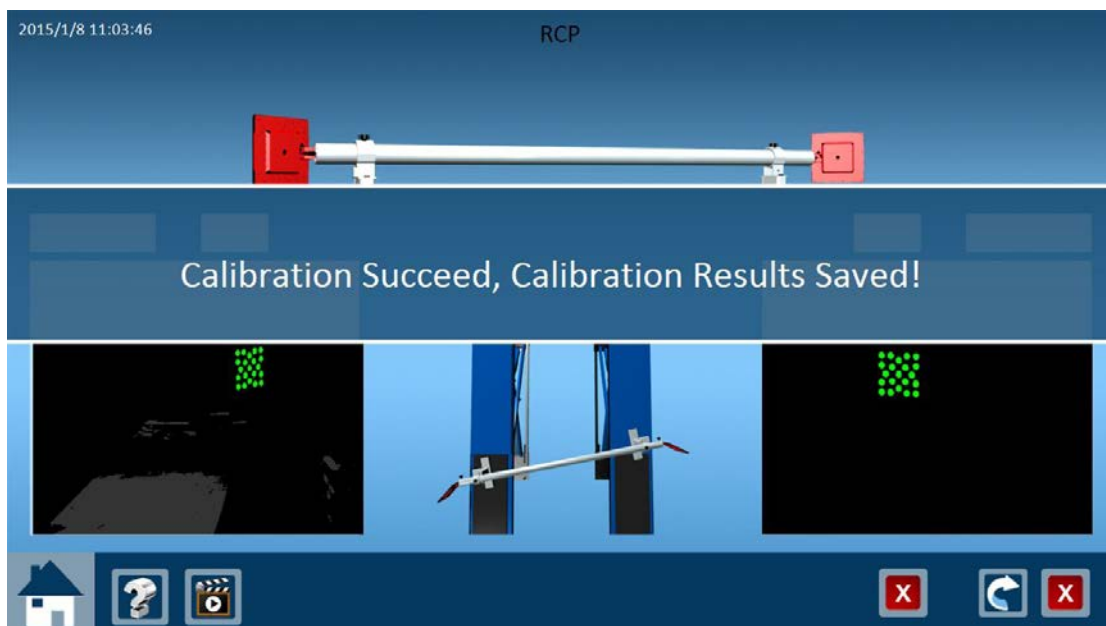 2015/1/8 11:03:46
RCP
Calibration Succeed, Calibration Results Saved!
?
X
X